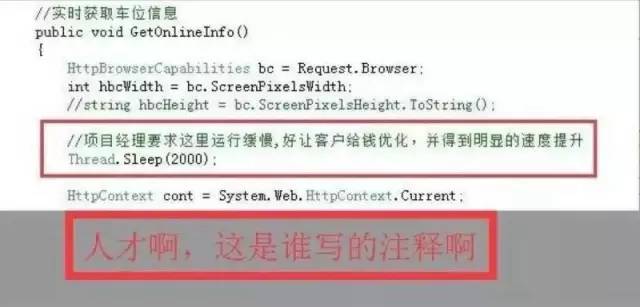 //实时获取车位信息
public void GetOnlineInfo()
{
HttpBrowserCapabilities bc = Request.Browser;
int hbcWidth = bc.ScreenPixelsWidth;
//string hbcHeight = bc.ScreenPixelsHeight.ToString();
//项目经理要求这里运行缓慢,好让客户给钱优化，并得到明显的速度提升
Thread.Sleep(2000);
HttpContext cont = System.Web.HttpContext.Current;
人才啊，这是谁写的注释啊